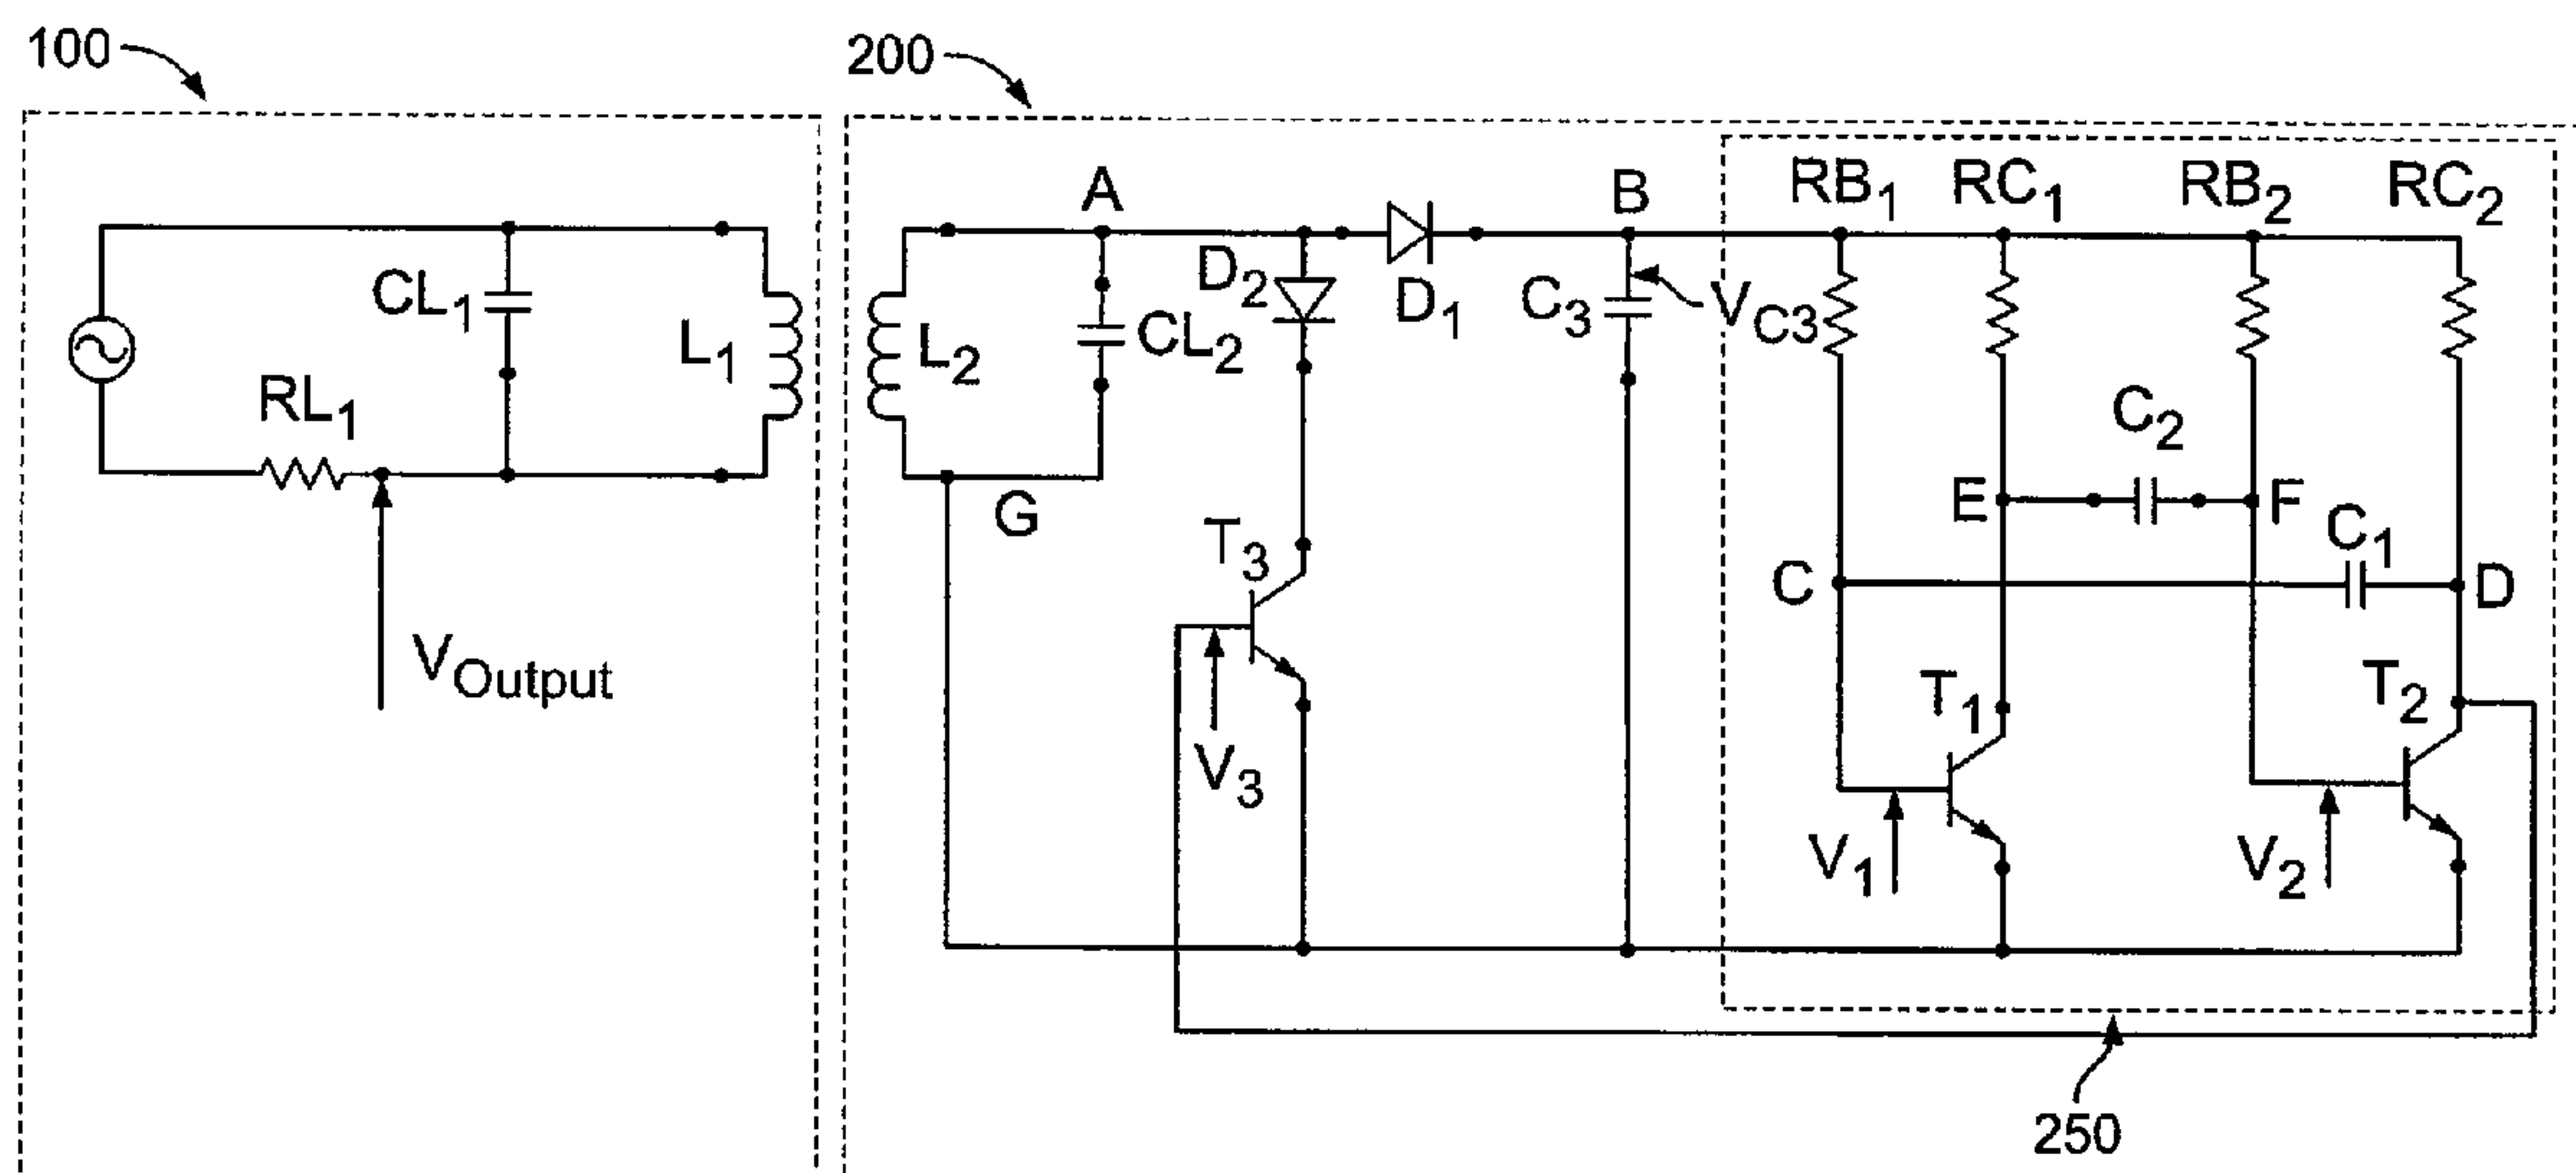 100
200
A
B
RB1
RC1
RB2
RC2
CL1
L1
L2
CL2
D2
D1
C3
VC3
RL1
C2
G
E
F
C1
T3
C
D
VOutput
T1
T2
V3
V1
V2
250